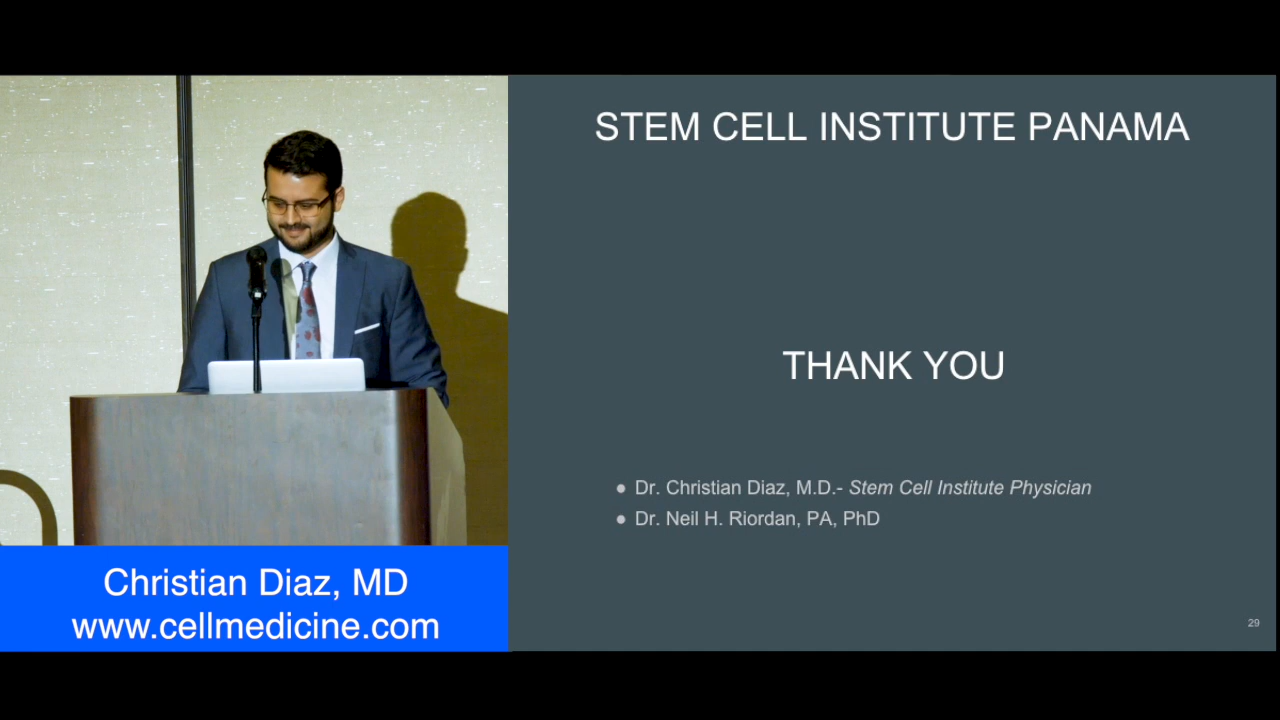 STEM CELL INSTITUTE PANAMA
THANK YOU
● Dr. Christian Diaz, M.D.- Stem Cell Institute Physician
● Dr. Neil H. Riordan, PA, PhD
29
Christian Diaz, MD
www.cellmedicine.com